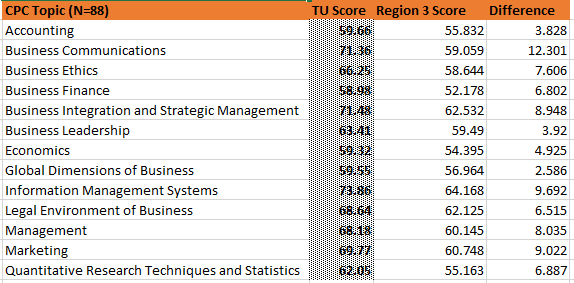 CPC Topic (N=88) TU Score Region 3 Score Difference
Accounting 59.66 55.832 3.828
Business Communications 71.36 59.059 12.301
Business Ethics 66.25 58.644 7.606
Business Finance 58.98 52.178 6.802
Business Integration and Strategic Management 71.48 62.532 8.948
Business Leadership 63.41 59.49 3.92
Economics 59.32 54.395 4.925
Global Dimensions of Business 59.55 56.964 2.586
Information Management Systems 73.86 64.168 9.692
Legal Environment of Business 68.64 62.125 6.515
Management 68.18 60.145 8.035
Marketing 69.77 60.748 9.022
Quantitative Research Techniques and Statistics 62.05 55.163 6.887